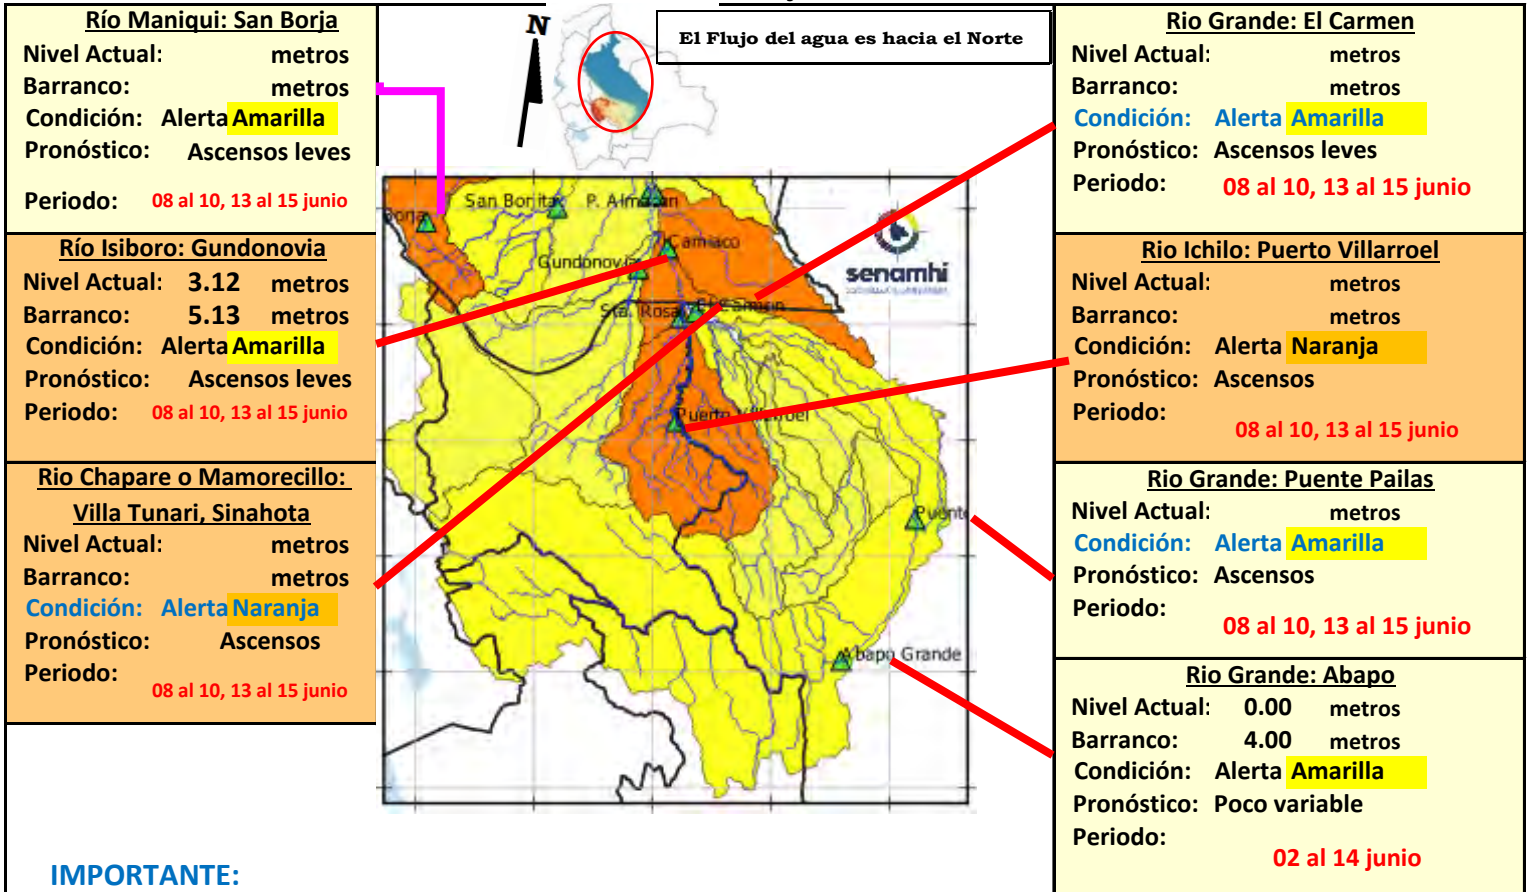 Río Maniqui: San Borja
Nivel Actual: metros
Barranco: metros
Condición: Alerta Amarilla
Pronóstico: Ascensos leves
Periodo: 08 al 10, 13 al 15 junio
Río Isiboro: Gundonovia
Nivel Actual: 3.12 metros
Barranco: 5.13 metros
Condición: Alerta Amarilla
Pronóstico: Ascensos leves
Periodo: 08 al 10, 13 al 15 junio
Rio Chapare o Mamorecillo:
Villa Tunari, Sinahota
Nivel Actual: metros
Barranco: metros
Condición: Alerta Naranja
Pronóstico: Ascensos
Periodo:
08 al 10, 13 al 15 junio
IMPORTANTE:
N
El Flujo del agua es hacia el Norte
Borja
San Borjita
P. Almacen
Camiaco
Gundonovia
senamhi
Sta. Rosa
El Carmen
Puerto Villarroel
Puente
Abapo Grande
Rio Grande: El Carmen
Nivel Actual: metros
Barranco: metros
Condición: Alerta Amarilla
Pronóstico: Ascensos leves
Periodo: 08 al 10, 13 al 15 junio
Rio Ichilo: Puerto Villarroel
Nivel Actual: metros
Barranco: metros
Condición: Alerta Naranja
Pronóstico: Ascensos
Periodo:
08 al 10, 13 al 15 junio
Rio Grande: Puente Pailas
Nivel Actual: metros
Condición: Alerta Amarilla
Pronóstico: Ascensos
Periodo:
08 al 10, 13 al 15 junio
Rio Grande: Abapo
Nivel Actual: 0.00 metros
Barranco: 4.00 metros
Condición: Alerta Amarilla
Pronóstico: Poco variable
Periodo:
02 al 14 junio